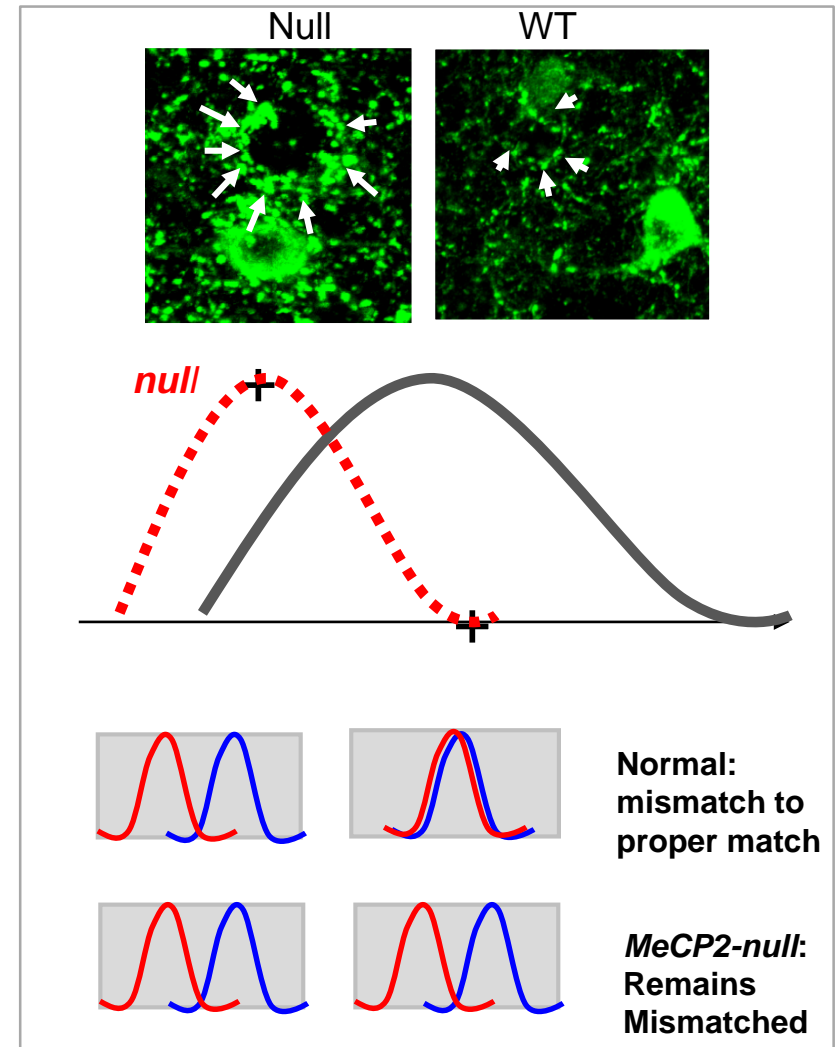 Null WT
null
Normal:
mismatch to
proper match
MeCP2-null:
Remains
Mismatched